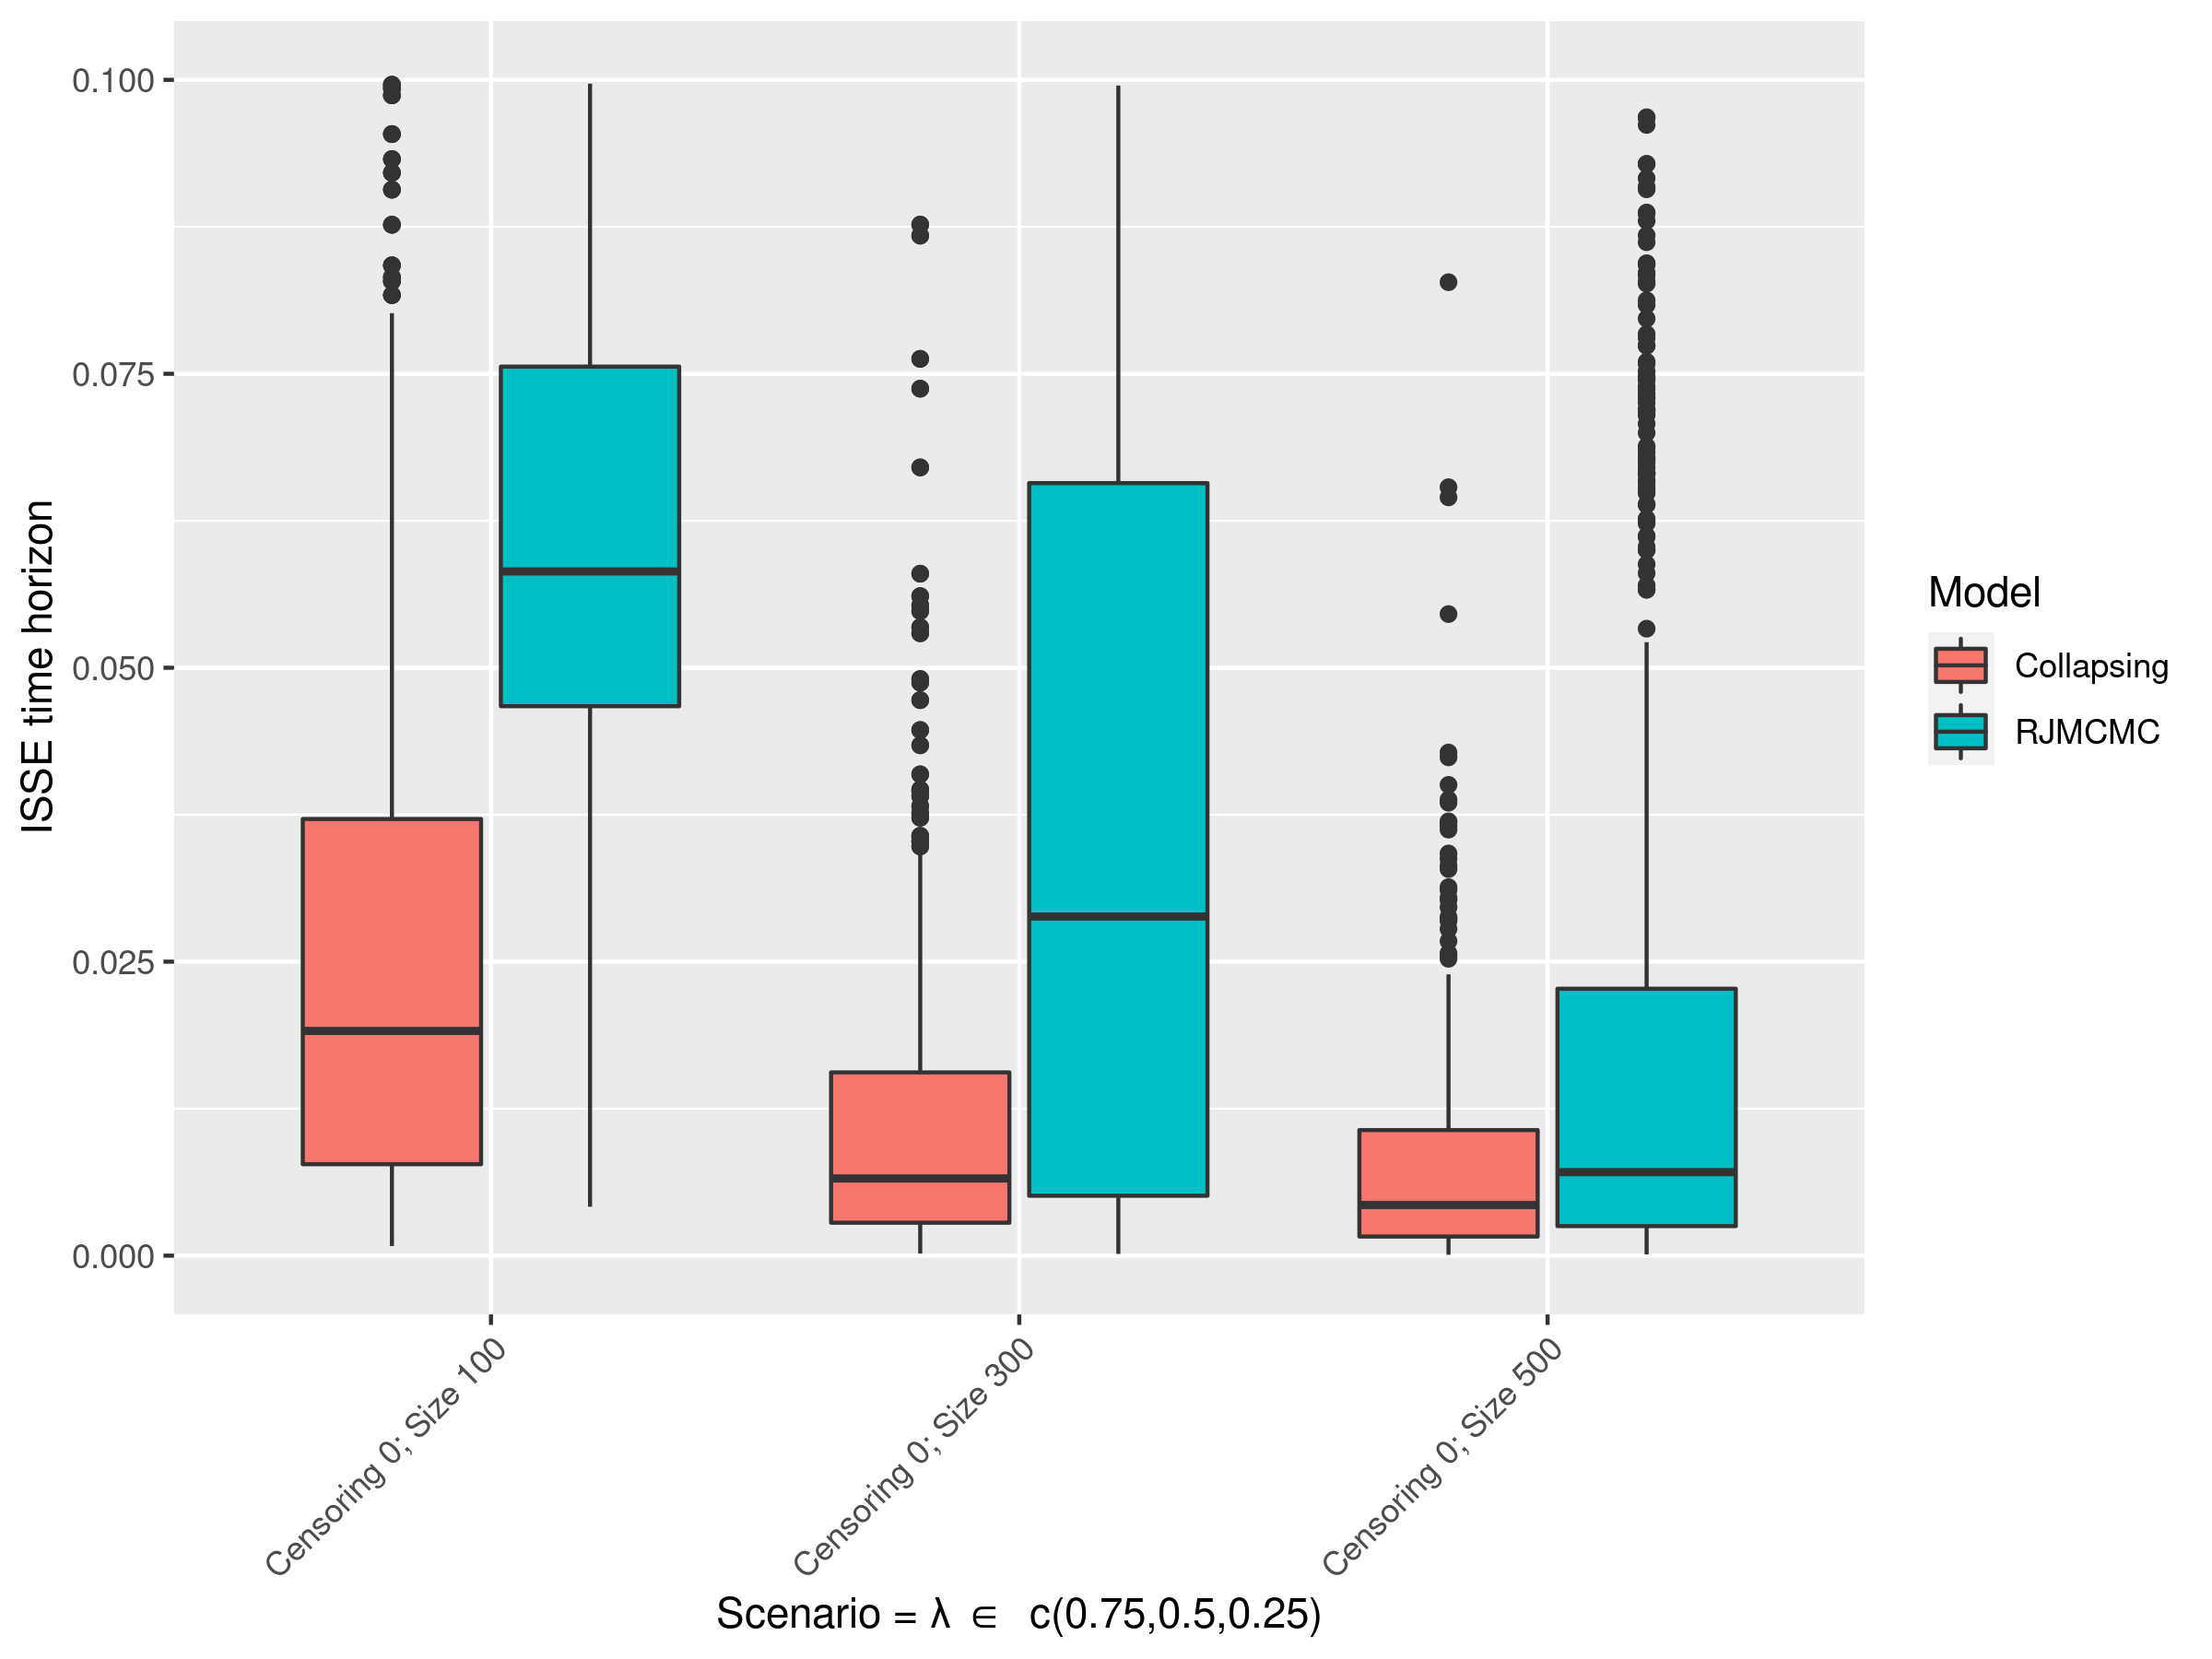 0.100
0.075
0.050
0.025
0.000
ISSE time horizon
Censoring 0; Size 100
Censoring 0; Size 300
Censoring 0; Size 500
Scenario = λ ∈ c(0.75,0.5,0.25)
Model
Collapsing
RJMCMC